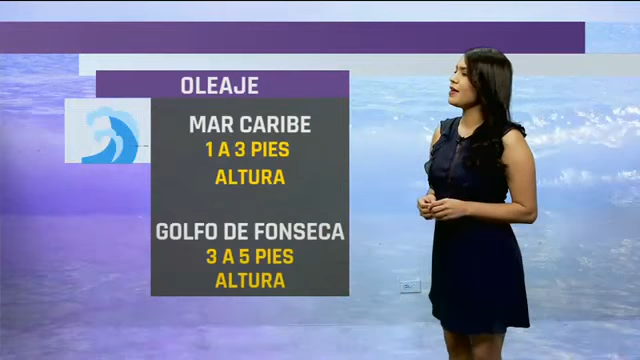 OLEAJE
MAR CARIBE
1 A 3 PIES
ALTURA
GOLFO DE FONSECA
3 A 5 PIES
ALTURA